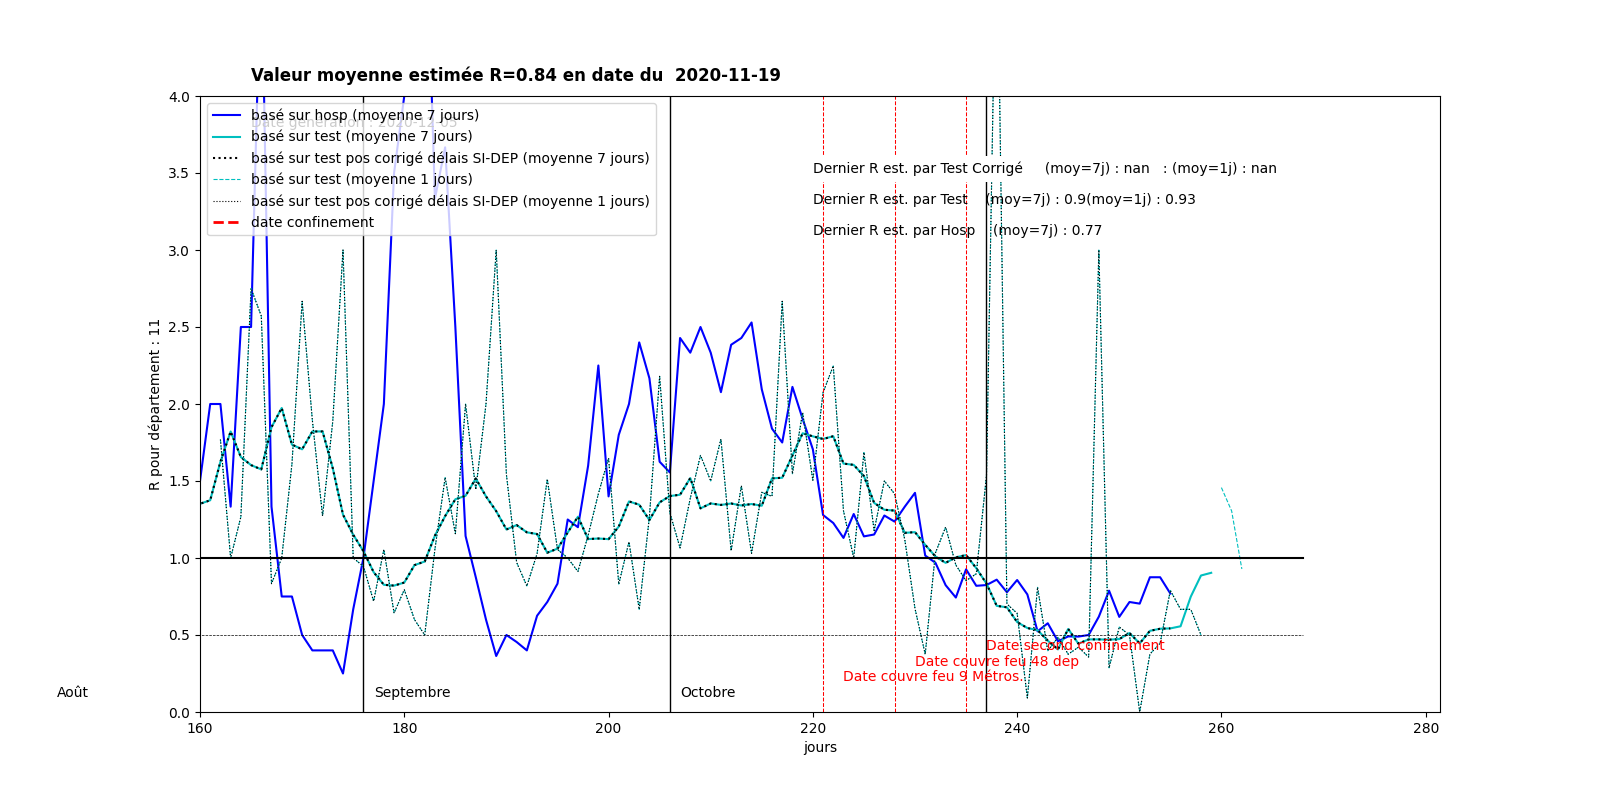 Valeur moyenne estimée R=0.84 en date du  2020-11-19
4.0
3.5
3.0
2.5
2.0
1.5
1.0
0.5
0.0
R pour département : 11
basé sur hosp (moyenne 7 jours)
Date génération : 2020-12-05
basé sur test (moyenne 7 jours)
basé sur test pos corrigé délais SI-DEP (moyenne 7 jours)
basé sur test (moyenne 1 jours)
basé sur test pos corrigé délais SI-DEP (moyenne 1 jours)
date confinement
Dernier R est. par Test Corrigé     (moy=7j) : nan   : (moy=1j) : nan
Dernier R est. par Test    (moy=7j) : 0.9(moy=1j) : 0.93
Dernier R est. par Hosp    (moy=7j) : 0.77
Date second confinement
Date couvre feu 48 dep
Date couvre feu 9 Métros.
Août
Septembre
Octobre
160
180
200
220
240
260
280
jours